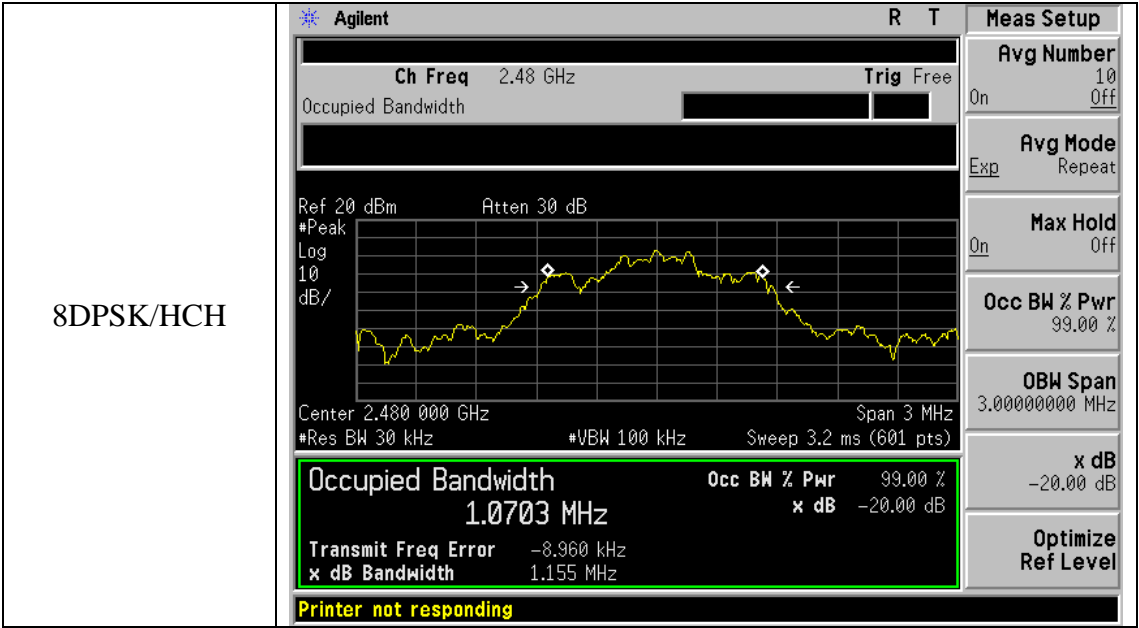 8DPSK/HCH
Agilent R T
Ch Freq 2.48 GHz Trig Free
Occupied Bandwidth
Ref 20 dBm Atten 30 dB
#Peak
Log
10
dB/
Center 2.480 000 GHz Span 3 MHz
#Res BW 30 kHz #VBW 100 kHz Sweep 3.2 ms (601 pts)
Occupied Bandwidth
1.0703 MHz
Occ BW % Pwr 99.00 %
x dB -20.00 dB
Transmit Freq Error -8.960 kHz
x dB Bandwidth 1.155 MHz
Printer not responding
Meas Setup
Avg Number
10
On Off
Avg Mode
Exp Repeat
Max Hold
On Off
Occ BW % Pwr
99.00 %
OBW Span
3.00000000 MHz
x dB
-20.00 dB
Optimize
Ref Level